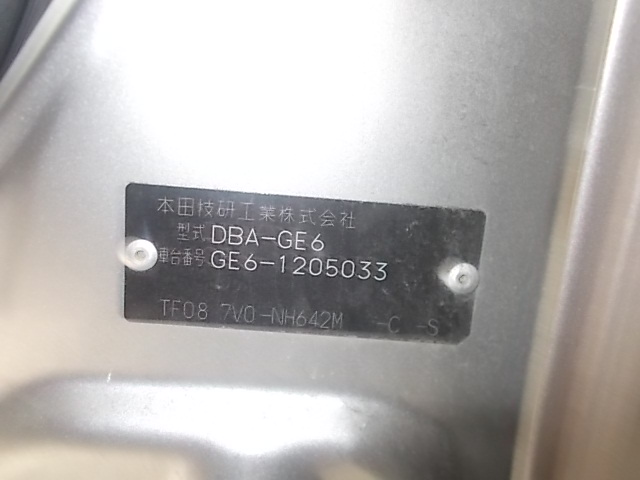 本田技研工業株式会社
型式 DBA-GE6
車台番号 GE6-1205033
TF08 7V0-NH642M -C -S